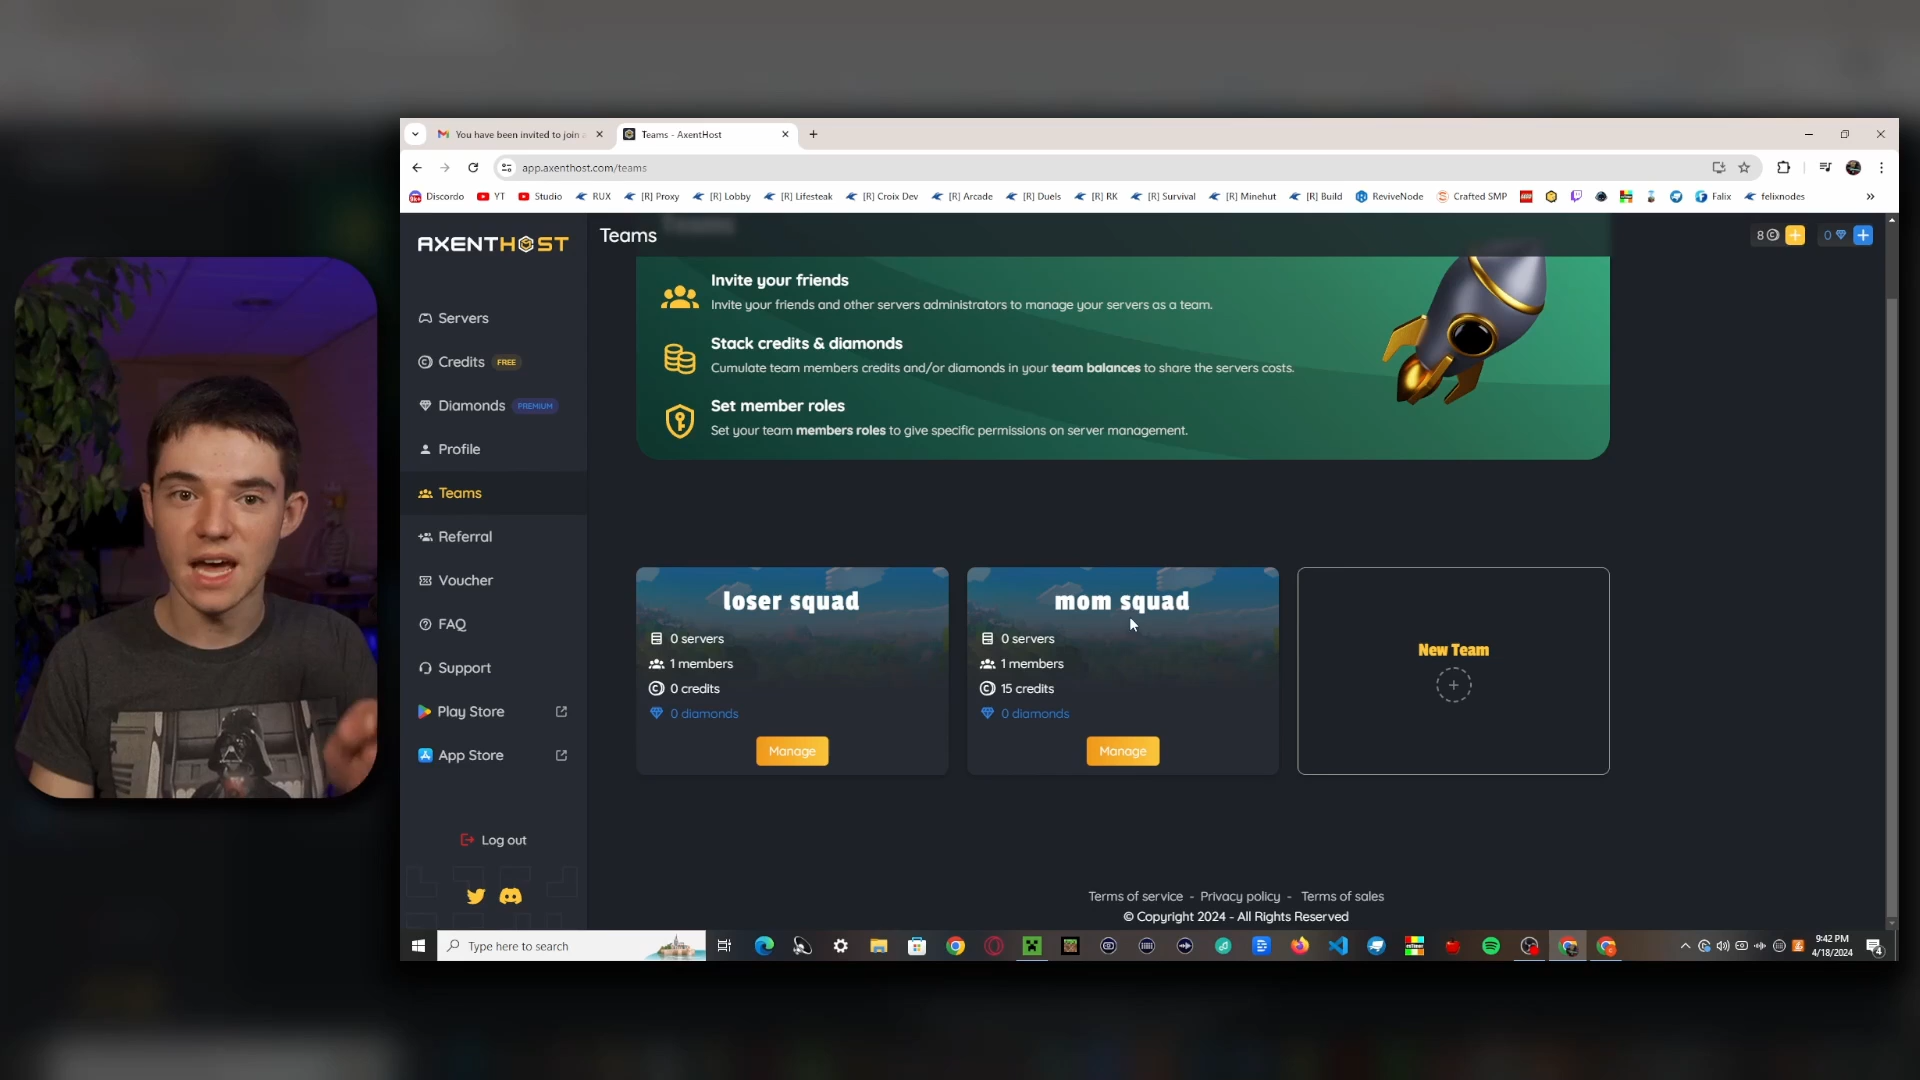 You have been invited to join
Teams - AxentHost
app.axenthost.com/teams
Discordo
YT
Studio
RUX
[R] Proxy
[R] Lobby
[R] Lifesteak
[R] Croix Dev
[R] Arcade
[R] Duels
[R] RK
[R] Survival
[R] Minehut
[R] Build
ReviveNode
Crafted SMP
Falix
felixnodes
AXENTHOST
Teams
8
0
Servers
Credits FREE
Diamonds PREMIUM
Profile
Teams
Referral
Voucher
FAQ
Support
Play Store
App Store
Log out
Invite your friends
Invite your friends and other servers administrators to manage your servers as a team.
Stack credits & diamonds
Cumulate team members credits and/or diamonds in your team balances to share the servers costs.
Set member roles
Set your team members roles to give specific permissions on server management.
loser squad
0 servers
1 members
0 credits
0 diamonds
Manage
mom squad
0 servers
1 members
15 credits
0 diamonds
Manage
New Team
Terms of service - Privacy policy - Terms of sales
© Copyright 2024 - All Rights Reserved
Type here to search
9:42 PM
4/18/2024
4